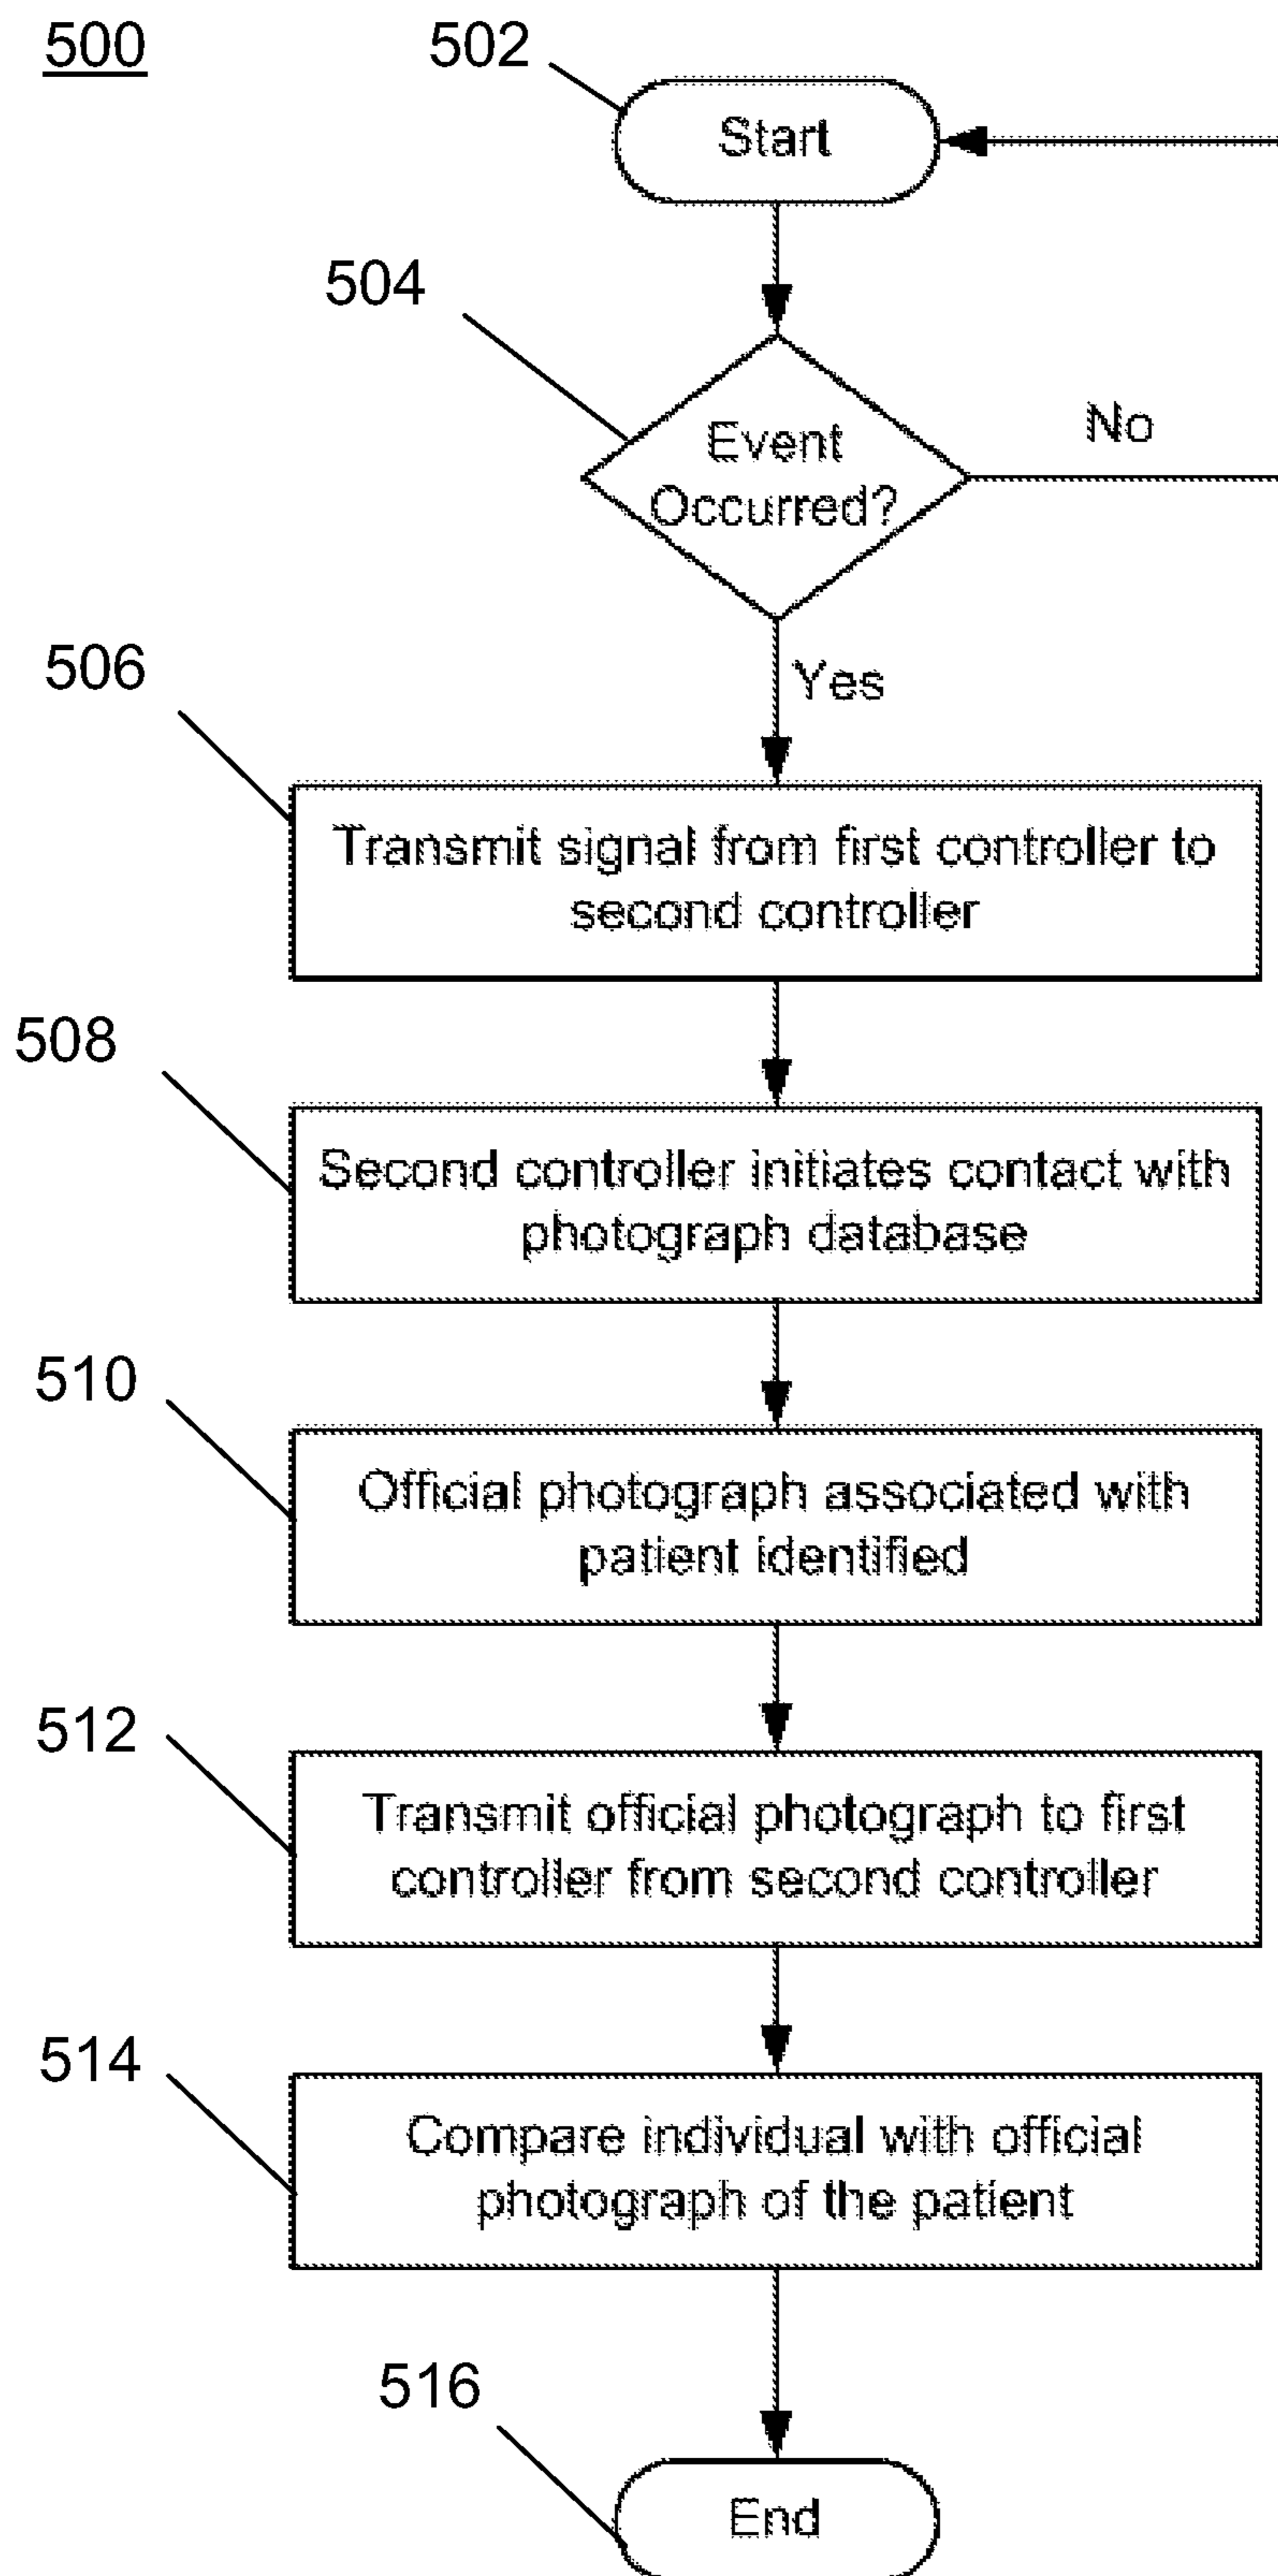 500
502
Start
504
Event
Occurred?
No
Yes
506
Transmit signal from first controller to
second controller
508
Second controller initiates contact with
photograph database
510
Official photograph associated with
patient identified
512
Transmit official photograph to first
controller from second controller
514
Compare individual with official
photograph of the patient
516
End